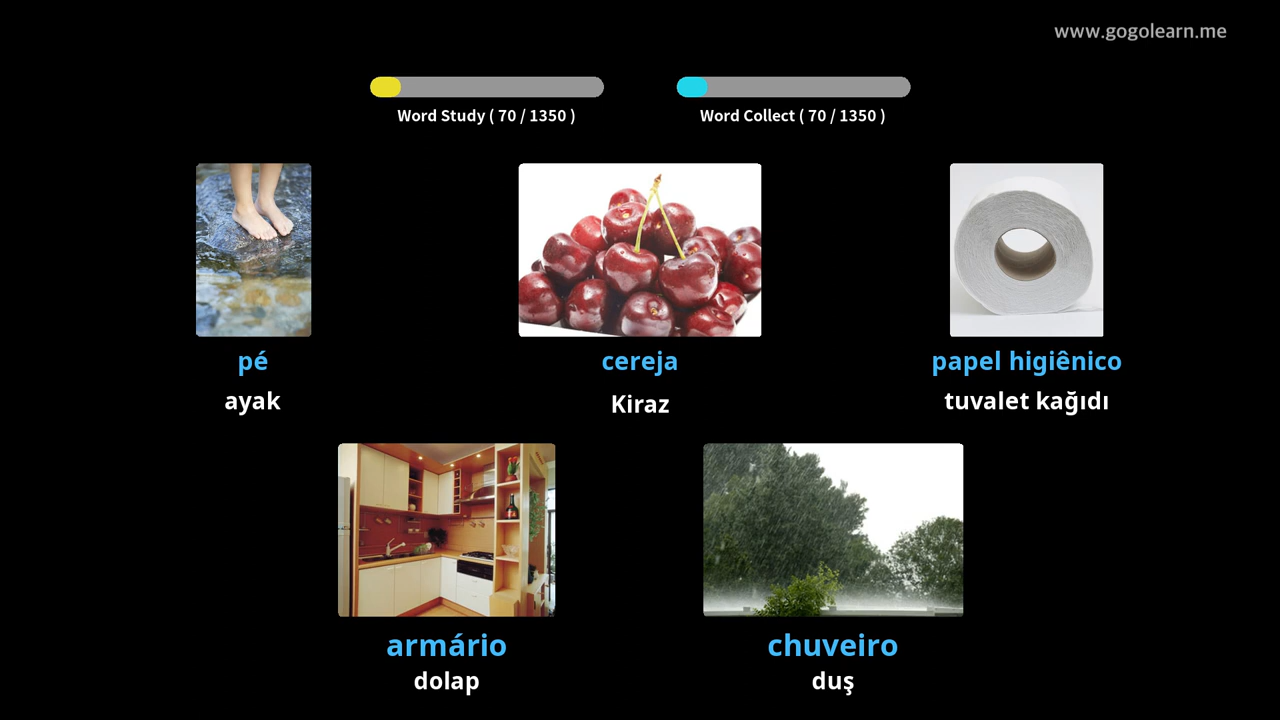 www.gogolearn.me
Word Study ( 70 / 1350 )
Word Collect ( 70 / 1350 )
pé
cereja
papel higiênico
ayak
Kiraz
tuvalet kağıdı
armário
chuveiro
dolap
duş